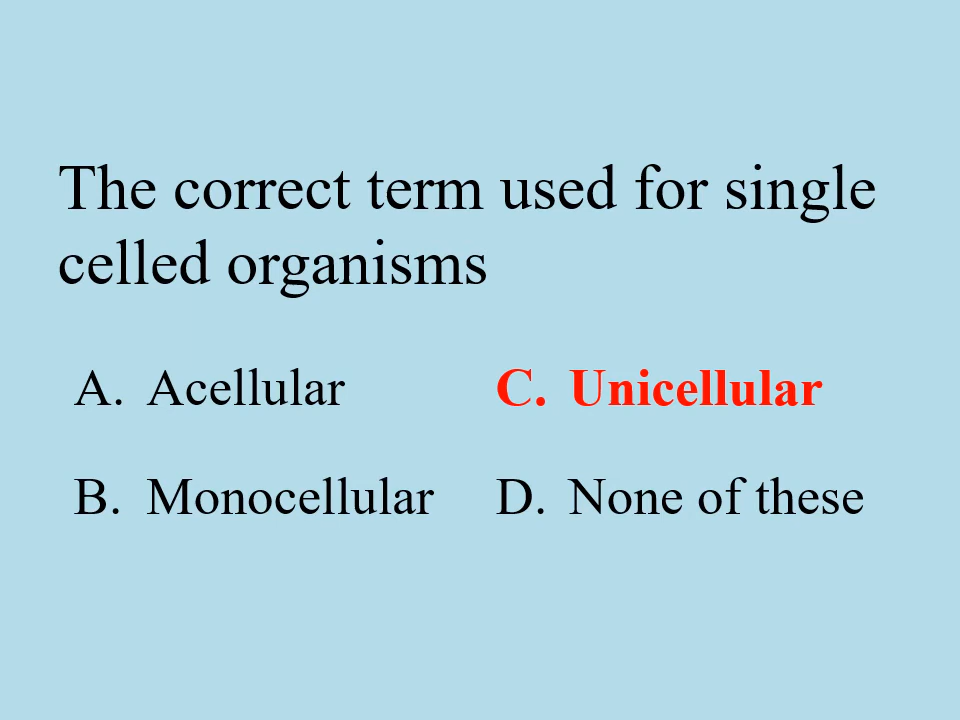 The correct term used for single
celled organisms
A. Acellular
C. Unicellular
B. Monocellular
D. None of these